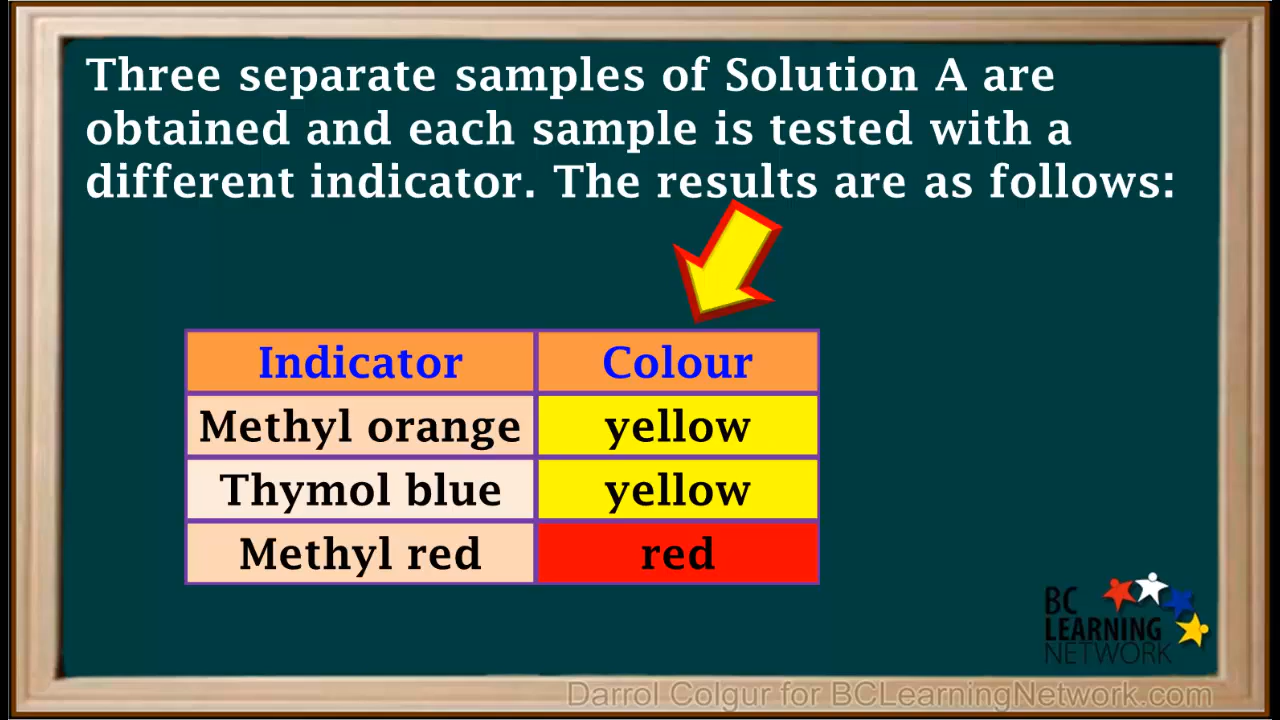 Three separate samples of Solution A are
obtained and each sample is tested with a
different indicator. The results are as follows:
Indicator Colour
Methyl orange yellow
Thymol blue yellow
Methyl red red
BC
LEARNING
NETWORK
Darrol Colgur for BCLearningNetwork.com